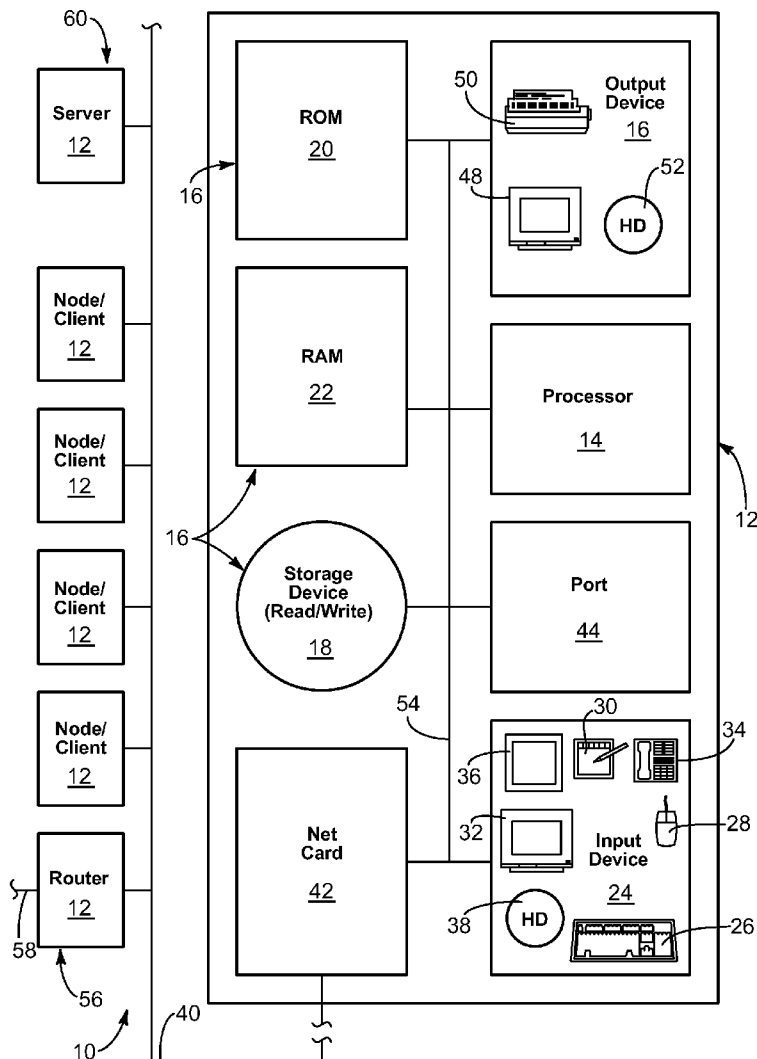 60
Server
12
Node/
Client
12
Node/
Client
12
Node/
Client
12
Node/
Client
12
Router
12
58
56
10
40
ROM
20
16
RAM
22
16
Storage
Device
(Read/Write)
18
54
Net
Card
42
50
Output
Device
16
48
52
HD
Processor
14
12
Port
44
30
36
34
32
28
Input
Device
24
38
HD
26